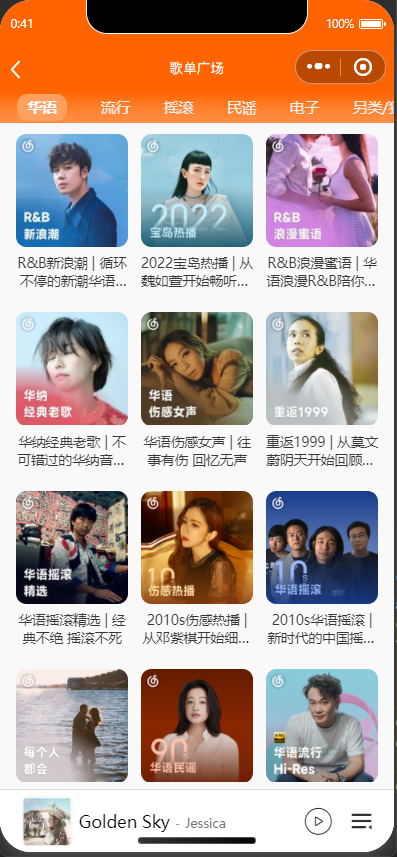 0:41
100%
歌单广场
华语 流行 摇滚 民谣 电子 另类/
R&B
新浪潮
2022
宝岛热播
R&B
浪漫蜜语
R&B新浪潮 | 循环
不停的新潮华语...
2022宝岛热播 | 从
魏如萱开始畅听...
R&B浪漫蜜语 | 华
语浪漫R&B陪你...
华纳
经典老歌
华语
伤感女声
重返1999
华纳经典老歌 | 不
可错过的华纳音...
华语伤感女声 | 往
事有伤 回忆无声
重返1999 | 从莫文
蔚阴天开始回顾...
华语摇滚
精选
10s
伤感热播
10s
华语摇滚
华语摇滚精选 | 经
典不绝 摇滚不死
2010s伤感热播 |
从邓紫棋开始细...
2010s华语摇滚 |
新时代的中国摇...
每个人
都会
90s
华语民谣
华语流行
Hi-Res
Golden Sky - Jessica